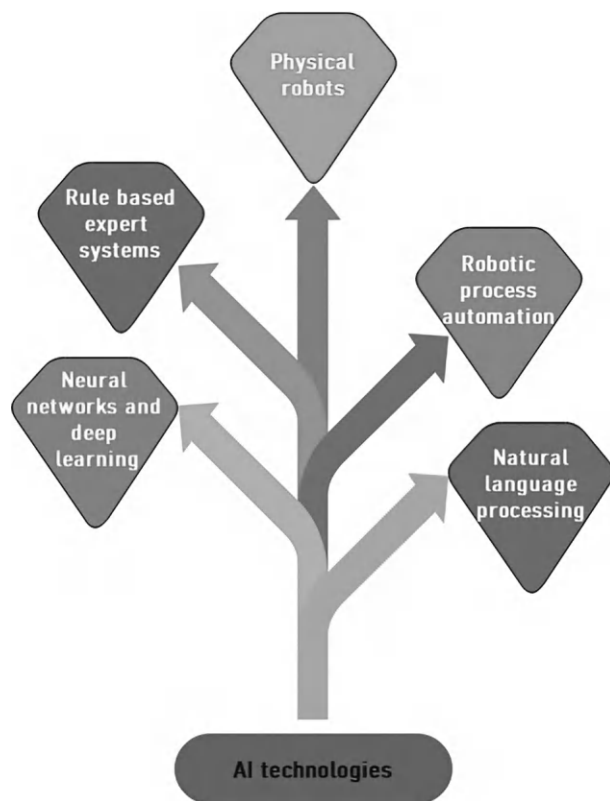 Physical
robots
Rule based
expert
systems
Robotic
process
automation
Neural
networks and
deep
learning
Natural
language
processing
AI technologies